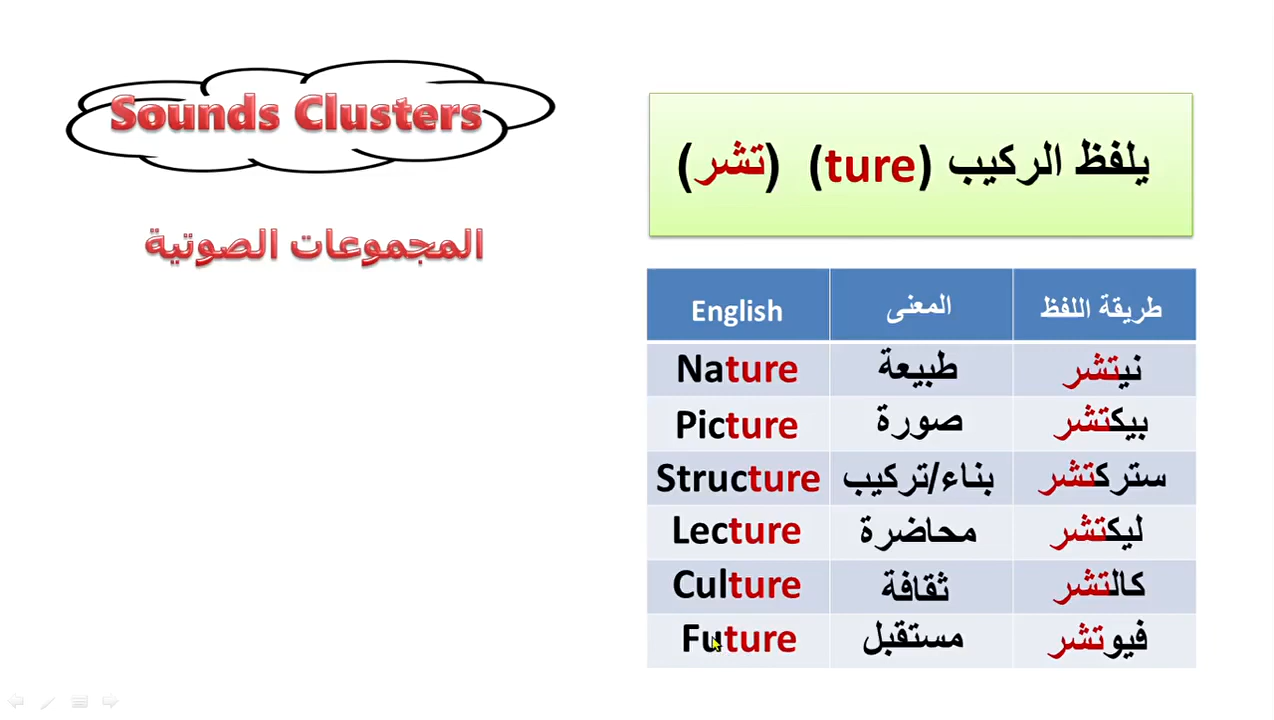 Sounds Clusters
المجموعات الصوتية
يلفظ الركيب (ture) (تشر)
English المعنى طريقة اللفظ
Nature طبيعة نيتشر
Picture صورة بيكتشر
Structure بناء/تركيب ستركتشر
Lecture محاضرة ليكتشر
Culture ثقافة كالتشر
Future مستقبل فيوتشر